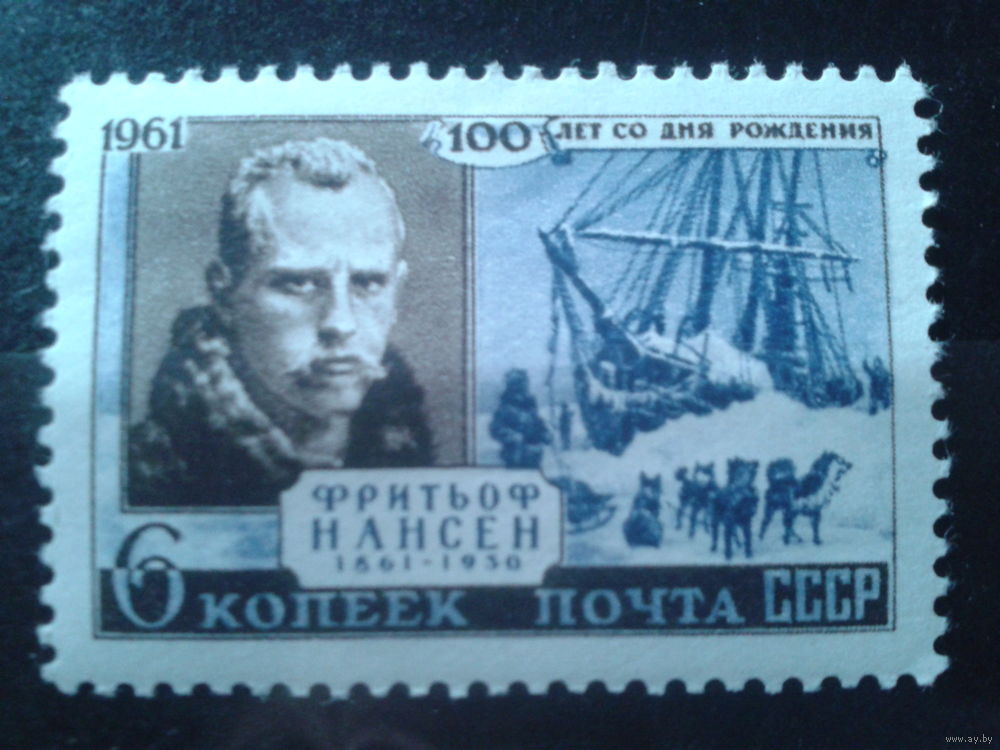 1961
100 ЛЕТ СО ДНЯ РОЖДЕНИЯ
ФРИТЬОФ
НАНСЕН
1861-1930
6 КОПЕЕК ПОЧТА СССР
www.ay.by